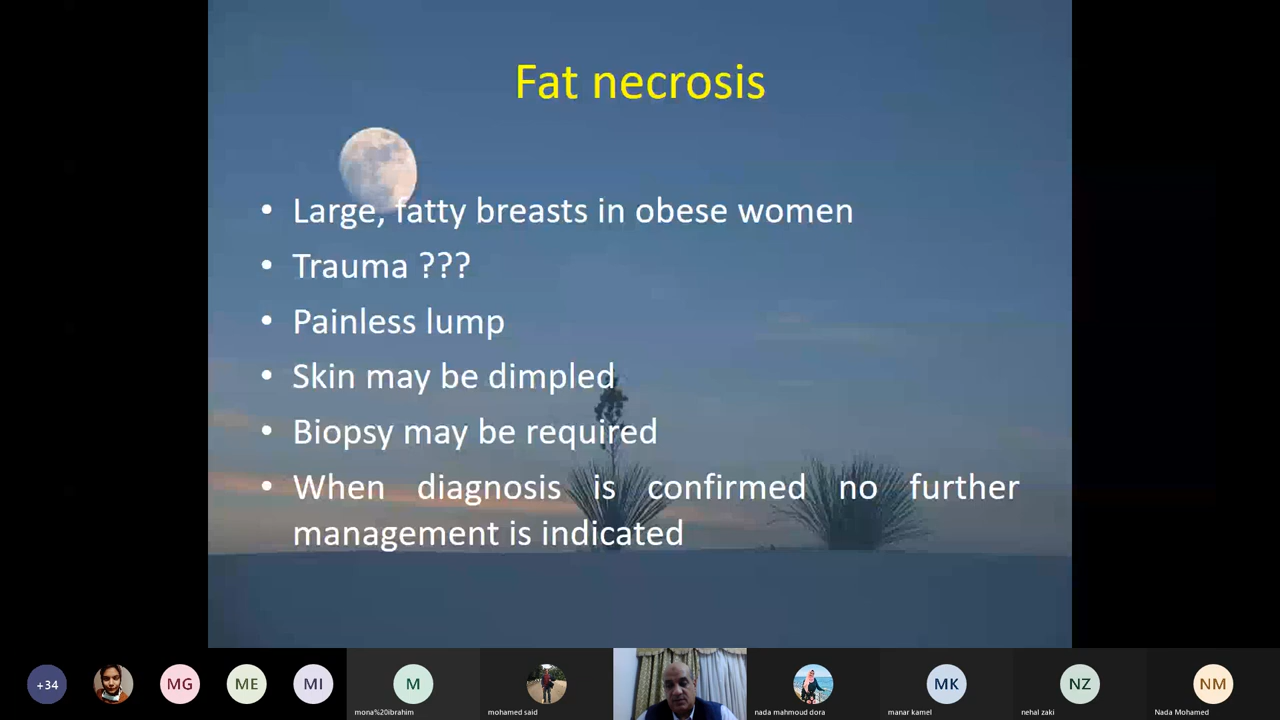 Fat necrosis
• Large, fatty breasts in obese women
• Trauma ???
• Painless lump
• Skin may be dimpled
• Biopsy may be required
• When diagnosis is confirmed no further
management is indicated
+34
MG
ME
MI
M
MK
NZ
NM
mona%20ibrahim
mohamed said
nada mahmoud dora
manar kamel
nehal zaki
Nada Mohamed